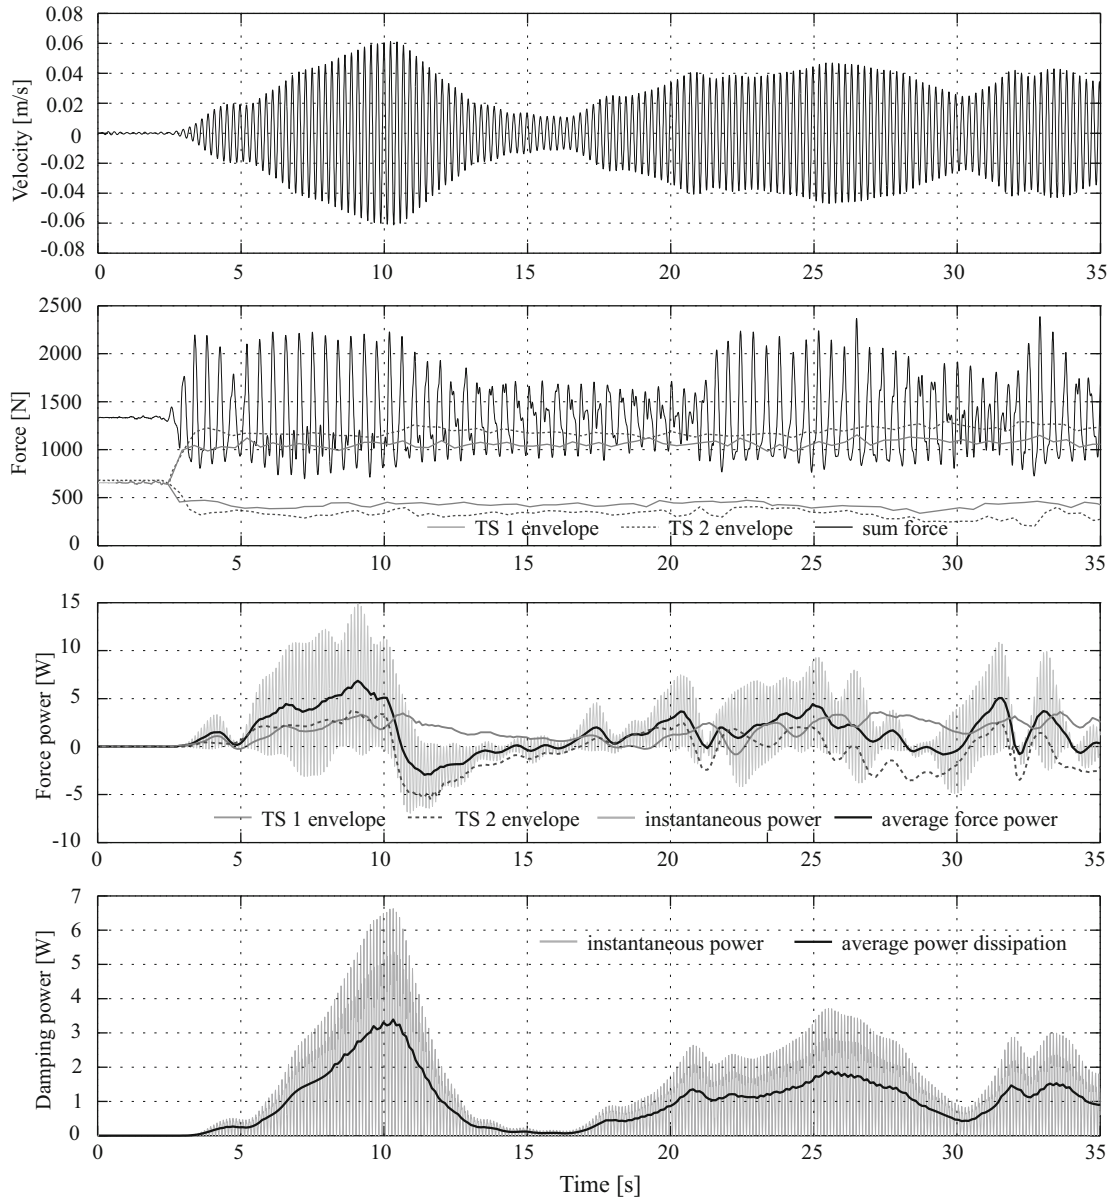 0.08
0.06
0.04
0.02
0
-0.02
-0.04
-0.06
-0.08
Velocity [m/s]
0 5 10 15 20 25 30 35
2500
2000
1500
1000
500
0
Force [N]
TS 1 envelope TS 2 envelope sum force
0 5 10 15 20 25 30 35
15
10
5
0
-5
-10
Force power [W]
TS 1 envelope TS 2 envelope instantaneous power average force power
0 5 10 15 20 25 30 35
7
6
5
4
3
2
1
0
Damping power [W]
instantaneous power average power dissipation
0 5 10 15 20 25 30 35
Time [s]